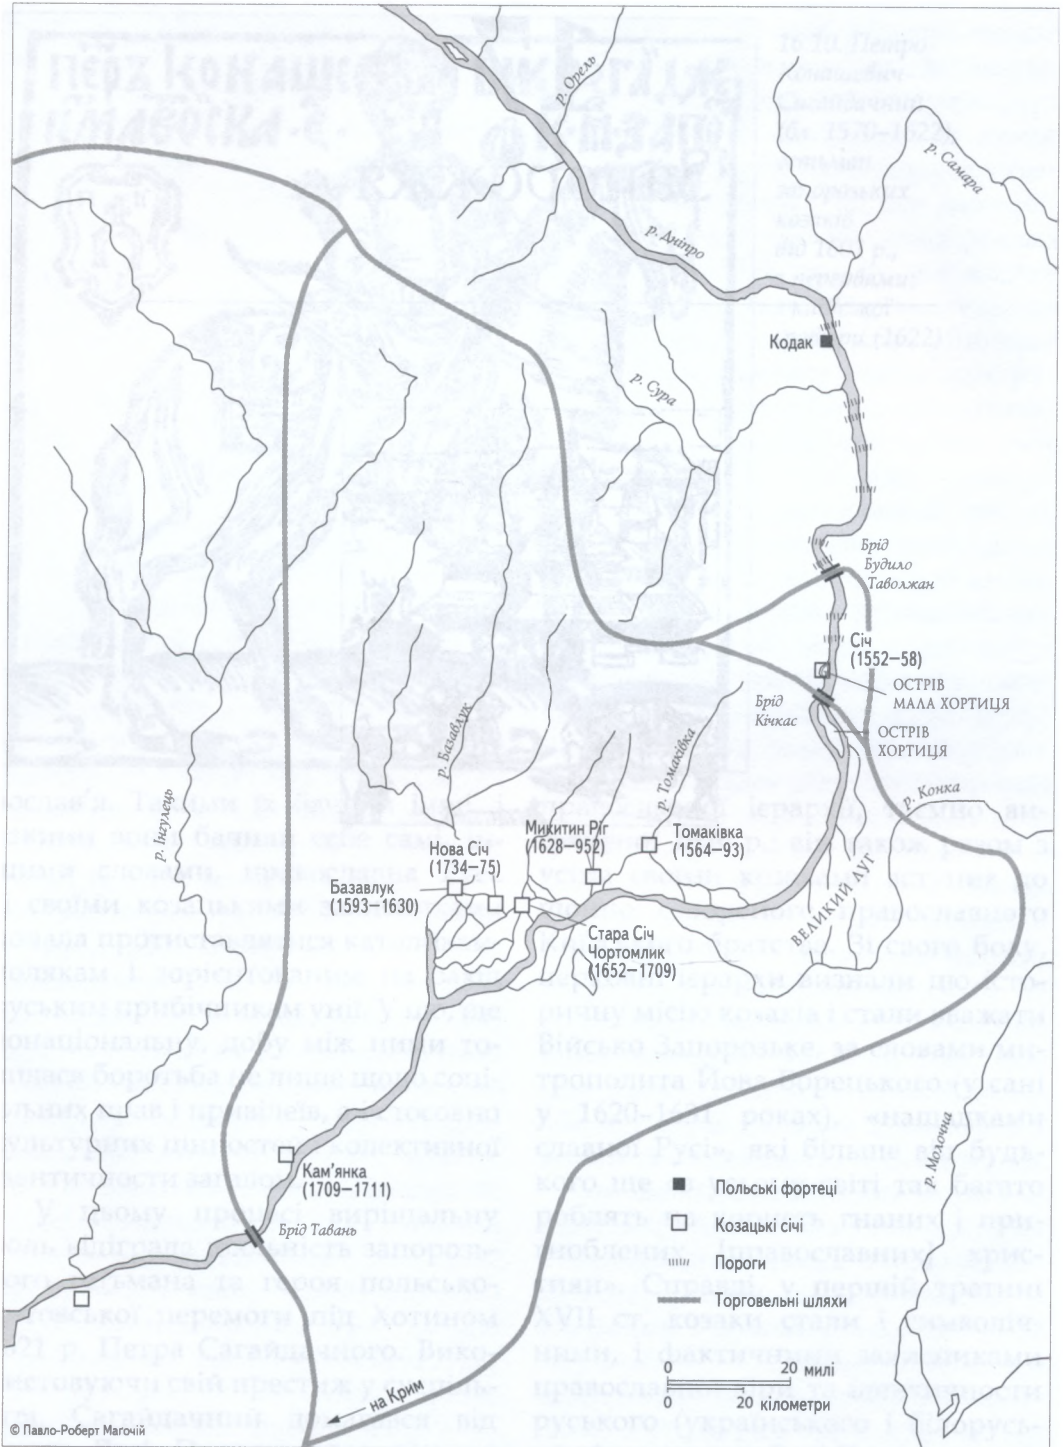 р. Орель
р. Самара
р. Дніпро
Кодак
р. Сура
Брід
Будило
Таволжан
Січ
(1552–58)
ОСТРІВ
МАЛА ХОРТИЦЯ
Брід
Кічкас
ОСТРІВ
ХОРТИЦЯ
р. Базавлук
р. Томаківка
р. Конка
р. Інгулець
Микитин Ріг
(1628–952)
Томаківка
(1564–93)
Нова Січ
(1734–75)
Базавлук
(1593–1630)
ВЕЛИКИЙ ЛУГ
Стара Січ
Чортомлик
(1652–1709)
Кам’янка
(1709–1711)
р. Молочна
Брід Тавань
Польські фортеці
Козацькі січі
Пороги
Торговельні шляхи
0 20 милі
0 20 кілометри
на Крим
© Павло-Роберт Маґочій